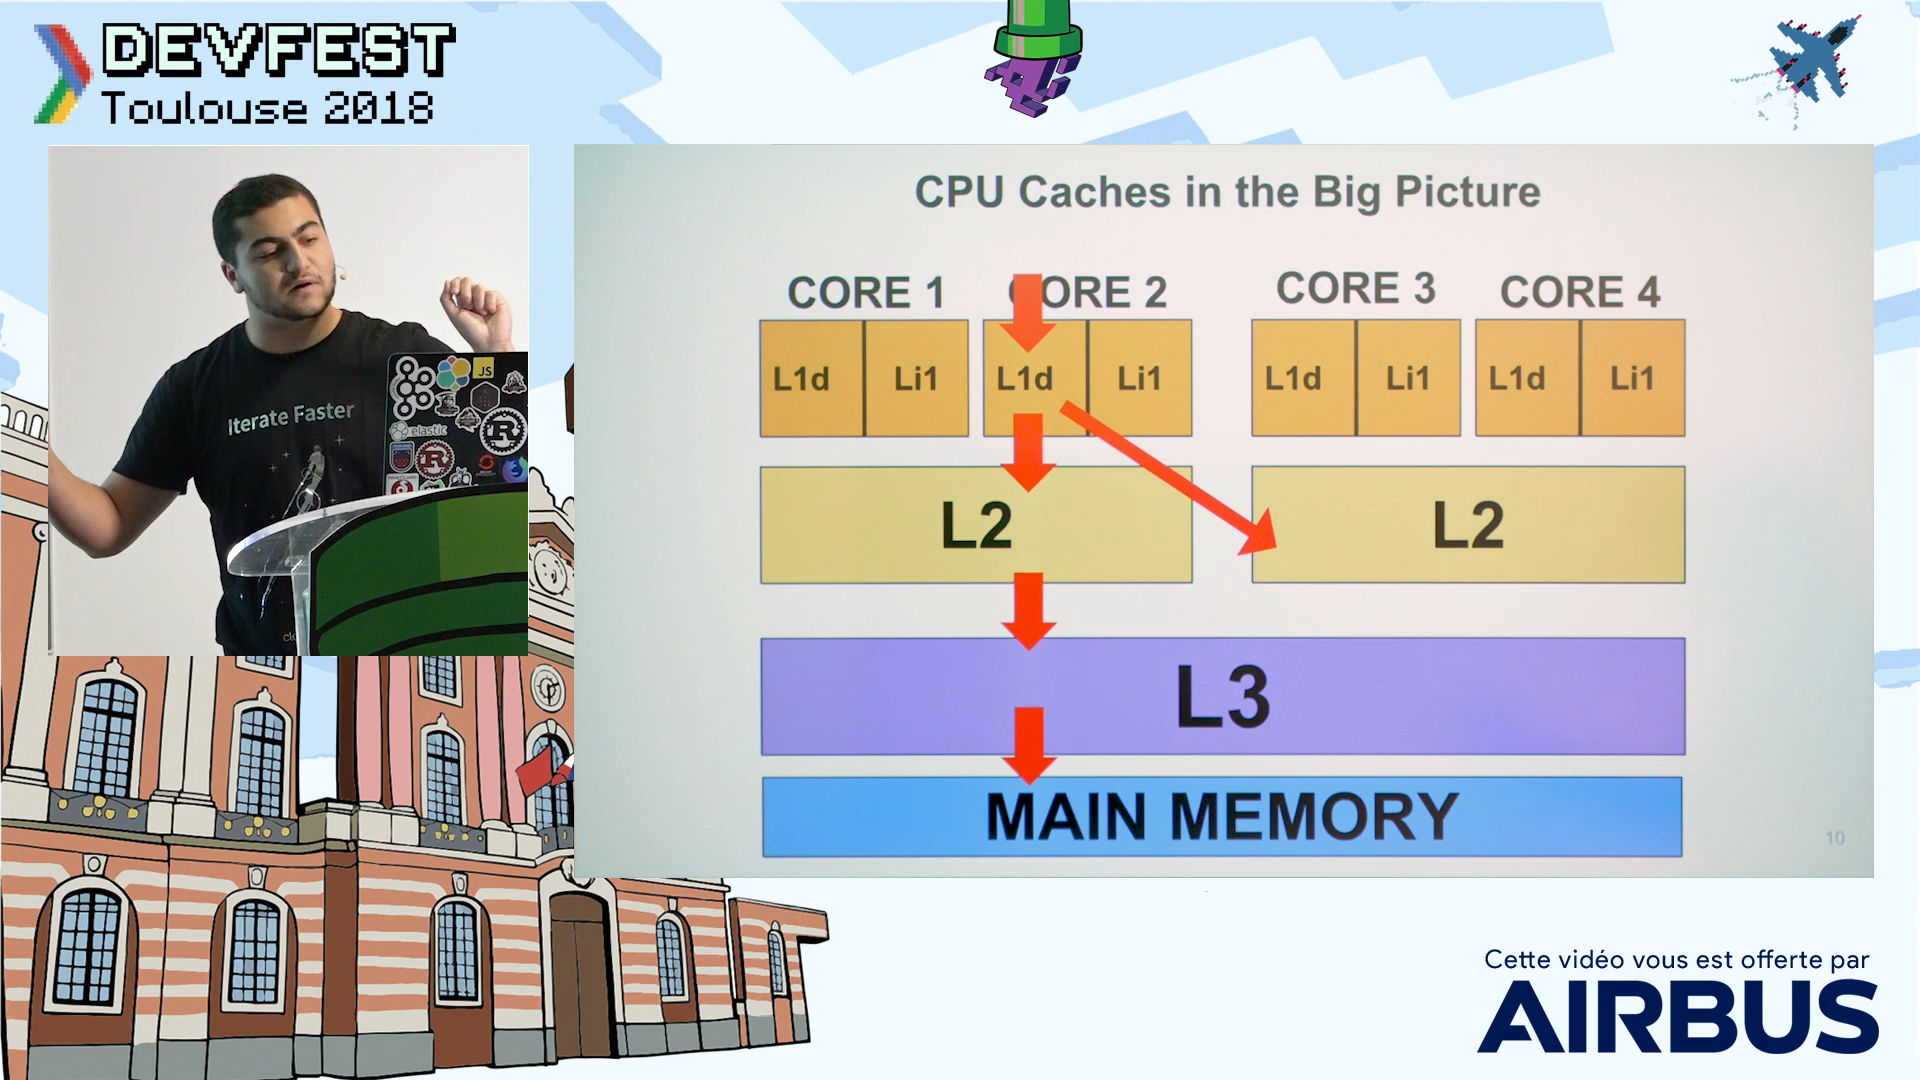 DEVFEST
Toulouse 2018
CPU Caches in the Big Picture
CORE 1
ORE 2
CORE 3
CORE 4
L1d
Li1
L1d
Li1
L1d
Li1
L1d
Li1
L2
L2
L3
MAIN MEMORY
10
Iterate Faster
JS
elastic
R
R
Cette vidéo vous est offerte par
AIRBUS